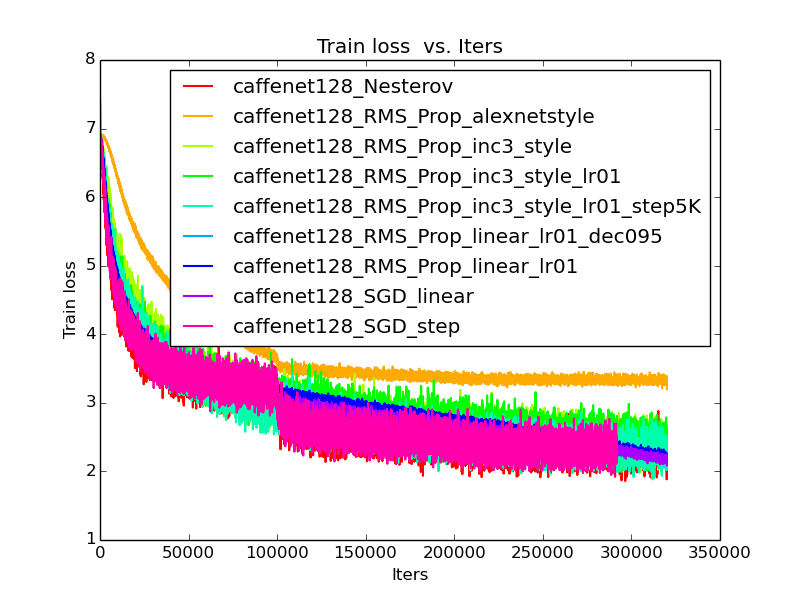 Train loss  vs. Iters
8
7
6
5
4
3
2
1
Train loss
caffenet128_Nesterov
caffenet128_RMS_Prop_alexnetstyle
caffenet128_RMS_Prop_inc3_style
caffenet128_RMS_Prop_inc3_style_lr01
caffenet128_RMS_Prop_inc3_style_lr01_step5K
caffenet128_RMS_Prop_linear_lr01_dec095
caffenet128_RMS_Prop_linear_lr01
caffenet128_SGD_linear
caffenet128_SGD_step
0 50000 100000 150000 200000 250000 300000 350000
Iters